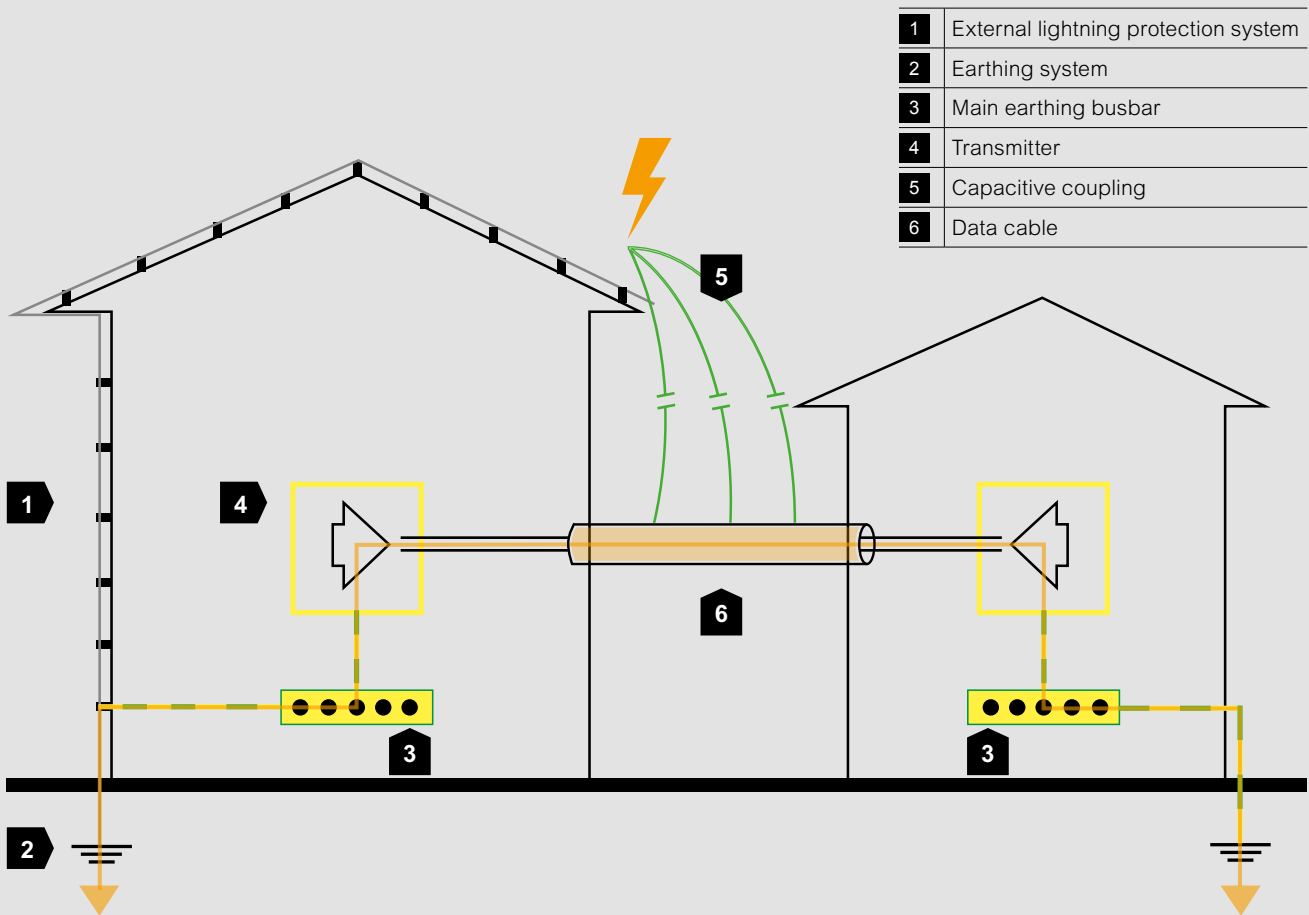 1 External lightning protection system
2 Earthing system
3 Main earthing busbar
4 Transmitter
5 Capacitive coupling
6 Data cable
5
1
4
6
3
3
2